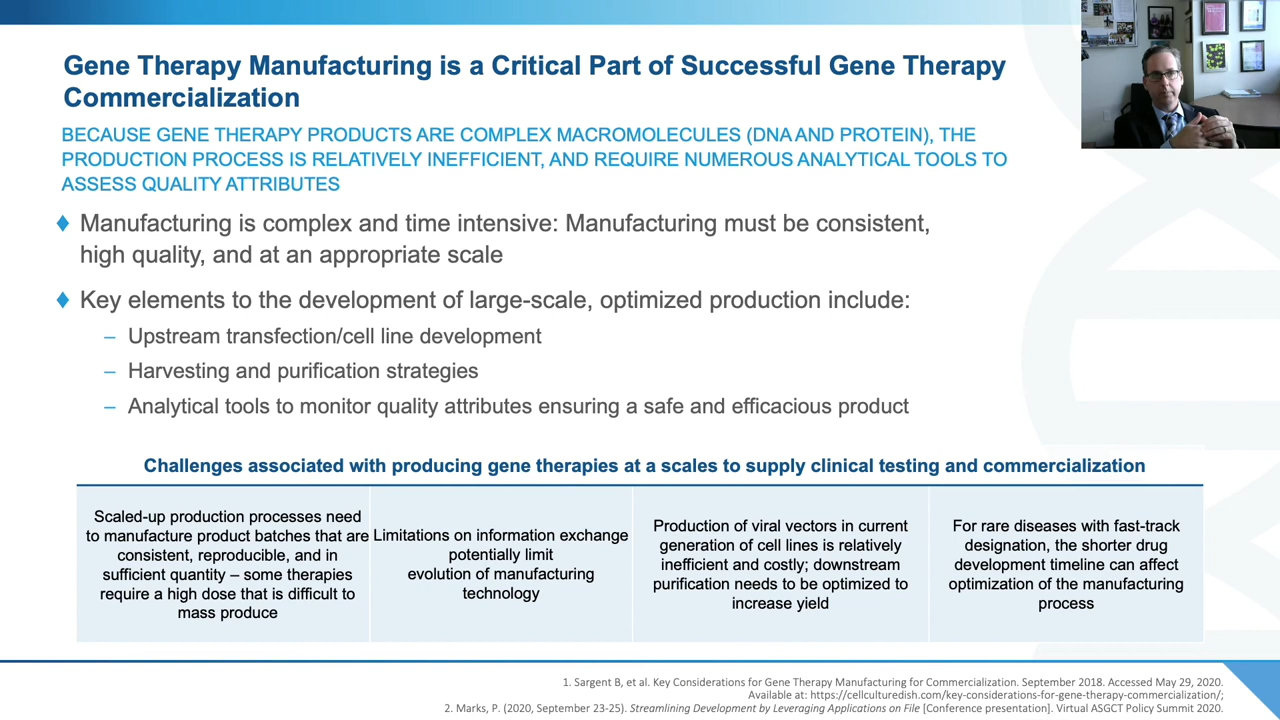 Gene Therapy Manufacturing is a Critical Part of Successful Gene Therapy
Commercialization
BECAUSE GENE THERAPY PRODUCTS ARE COMPLEX MACROMOLECULES (DNA AND PROTEIN), THE
PRODUCTION PROCESS IS RELATIVELY INEFFICIENT, AND REQUIRE NUMEROUS ANALYTICAL TOOLS TO
ASSESS QUALITY ATTRIBUTES
♦ Manufacturing is complex and time intensive: Manufacturing must be consistent,
high quality, and at an appropriate scale
♦ Key elements to the development of large-scale, optimized production include:
– Upstream transfection/cell line development
– Harvesting and purification strategies
– Analytical tools to monitor quality attributes ensuring a safe and efficacious product
Challenges associated with producing gene therapies at a scales to supply clinical testing and commercialization
Scaled-up production processes need
to manufacture product batches that are
consistent, reproducible, and in
sufficient quantity – some therapies
require a high dose that is difficult to
mass produce
Limitations on information exchange
potentially limit
evolution of manufacturing
technology
Production of viral vectors in current
generation of cell lines is relatively
inefficient and costly; downstream
purification needs to be optimized to
increase yield
For rare diseases with fast-track
designation, the shorter drug
development timeline can affect
optimization of the manufacturing
process
1. Sargent B, et al. Key Considerations for Gene Therapy Manufacturing for Commercialization. September 2018. Accessed May 29, 2020.
Available at: https://cellculturedish.com/key-considerations-for-gene-therapy-commercialization/;
2. Marks, P. (2020, September 23-25). Streamlining Development by Leveraging Applications on File [Conference presentation]. Virtual ASGCT Policy Summit 2020.